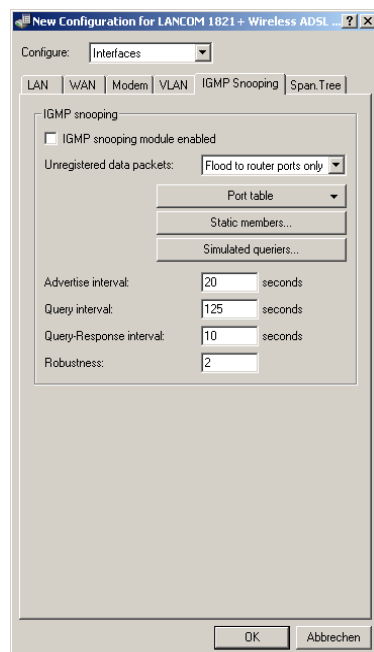 New Configuration for LANCOM 1821+ Wireless ADSL ...
Configure: Interfaces
LAN WAN Modem VLAN IGMP Snooping Span.Tree
IGMP snooping
IGMP snooping module enabled
Unregistered data packets: Flood to router ports only
Port table
Static members...
Simulated queriers...
Advertise interval: 20 seconds
Query interval: 125 seconds
Query-Response interval: 10 seconds
Robustness: 2
OK Abbrechen